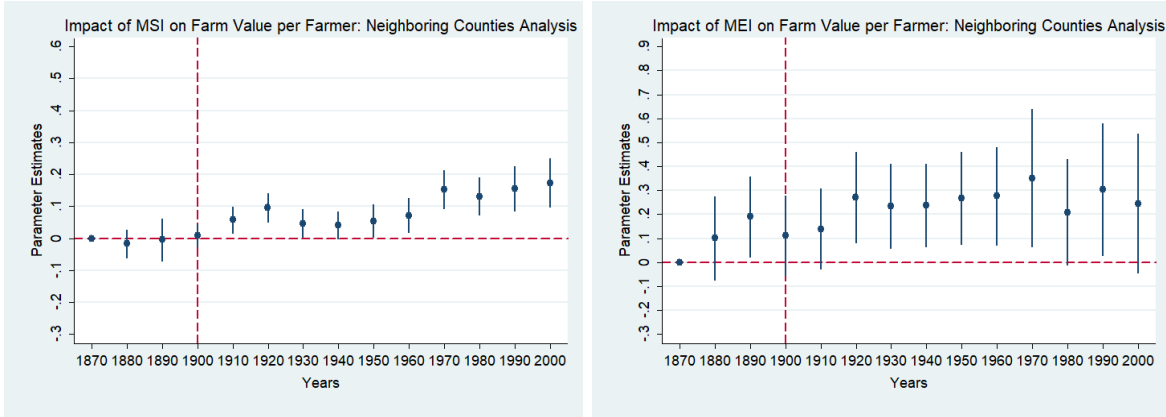 Impact of MSI on Farm Value per Farmer: Neighboring Counties Analysis
.6
.5
.4
.3
.2
.1
0
-.1
-.2
-.3
Parameter Estimates
1870 1880 1890 1900 1910 1920 1930 1940 1950 1960 1970 1980 1990 2000
Years
Impact of MEI on Farm Value per Farmer: Neighboring Counties Analysis
.9
.8
.7
.6
.5
.4
.3
.2
.1
0
-.1
-.2
-.3
Parameter Estimates
1870 1880 1890 1900 1910 1920 1930 1940 1950 1960 1970 1980 1990 2000
Years